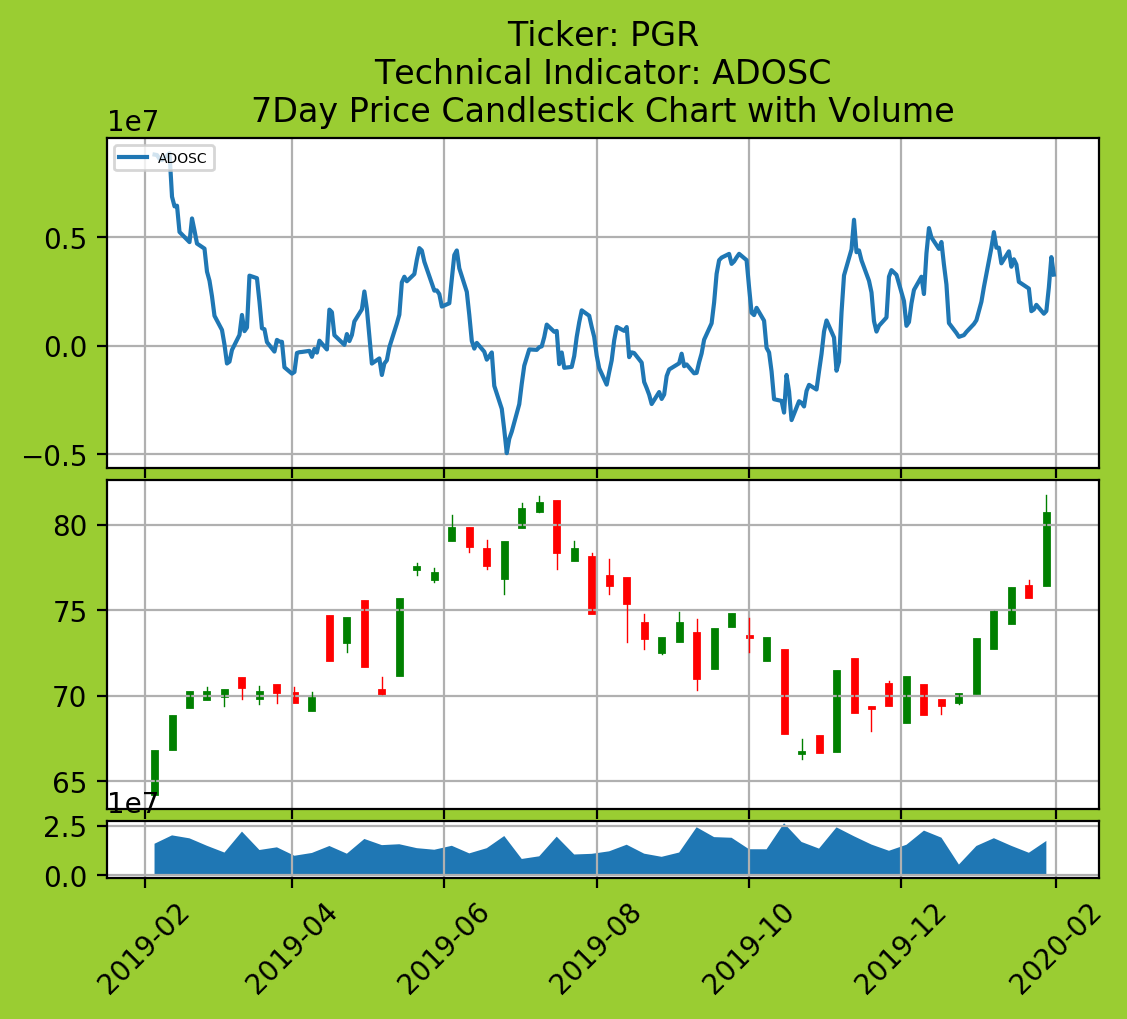 Ticker: PGR
Technical Indicator: ADOSC
7Day Price Candlestick Chart with Volume
1e7
ADOSC
0.5
0.0
−0.5
80
75
70
65
1e7
2.5
0.0
2019-02
2019-04
2019-06
2019-08
2019-10
2019-12
2020-02